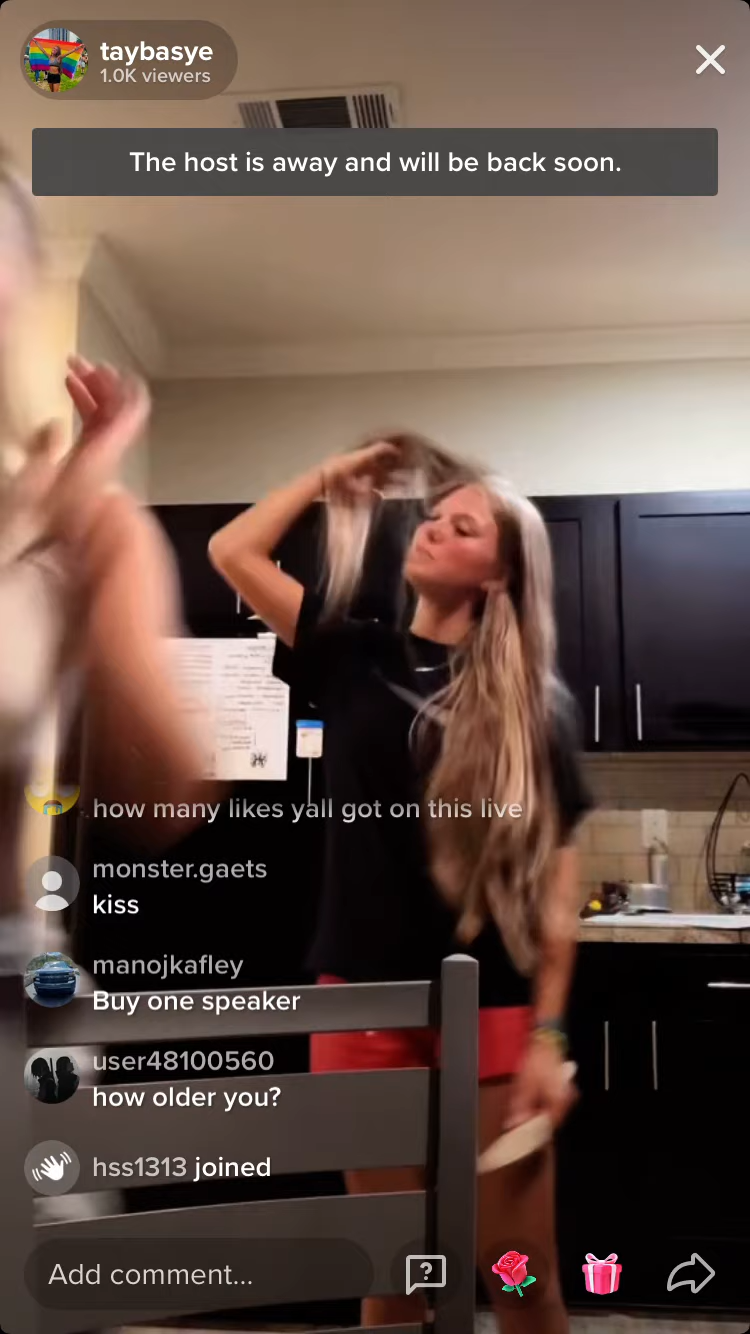 taybasye
1.0K viewers
The host is away and will be back soon.
how many likes yall got on this live
monster.gaets
kiss
manojkafley
Buy one speaker
user48100560
how older you?
hss1313 joined
Add comment...
?